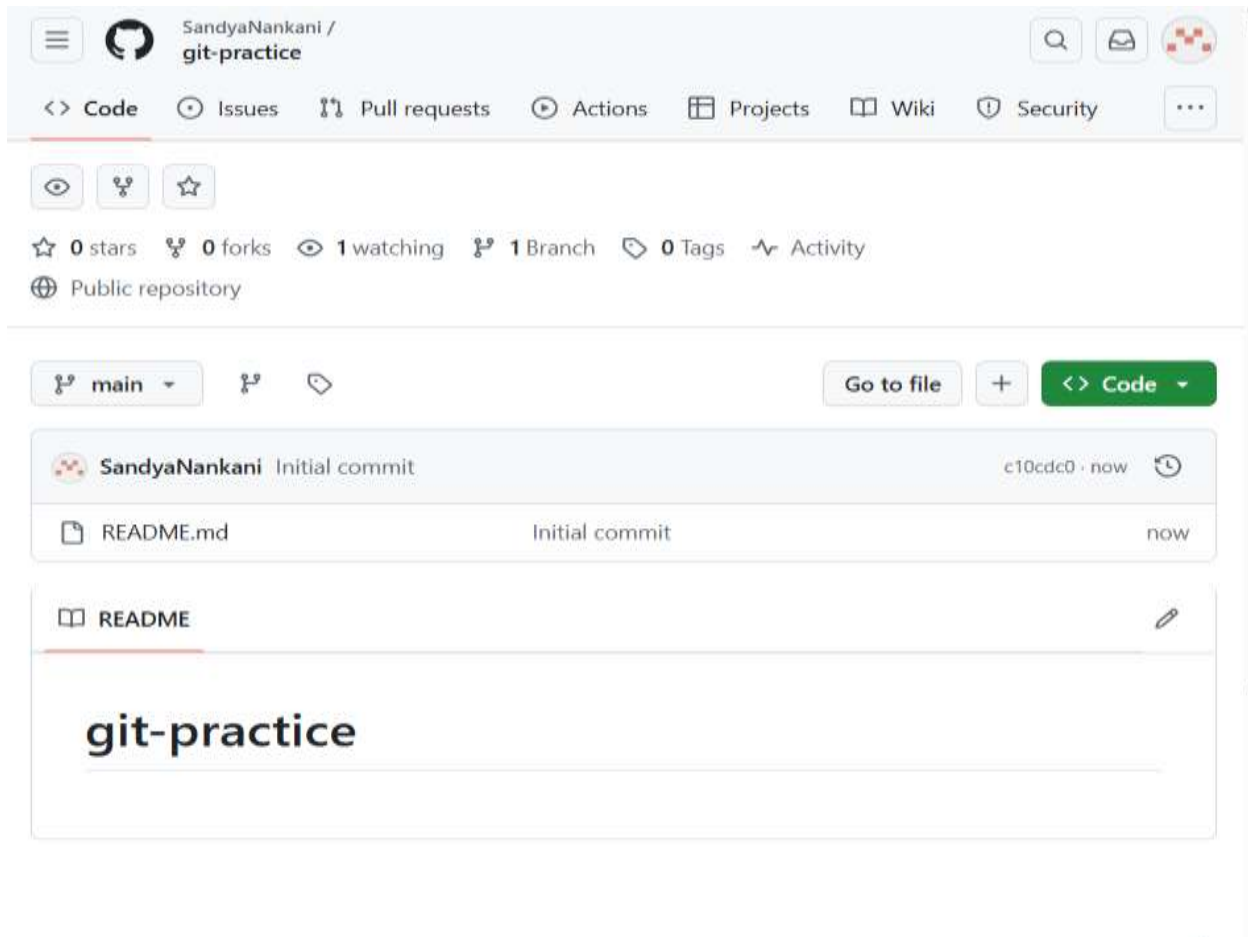 SandyaNankani /
git-practice
Code Issues Pull requests Actions Projects Wiki Security
0 stars 0 forks 1 watching 1 Branch 0 Tags Activity
Public repository
main Go to file Code
SandyaNankani Initial commit c10cdc0 · now
README.md Initial commit now
README
git-practice